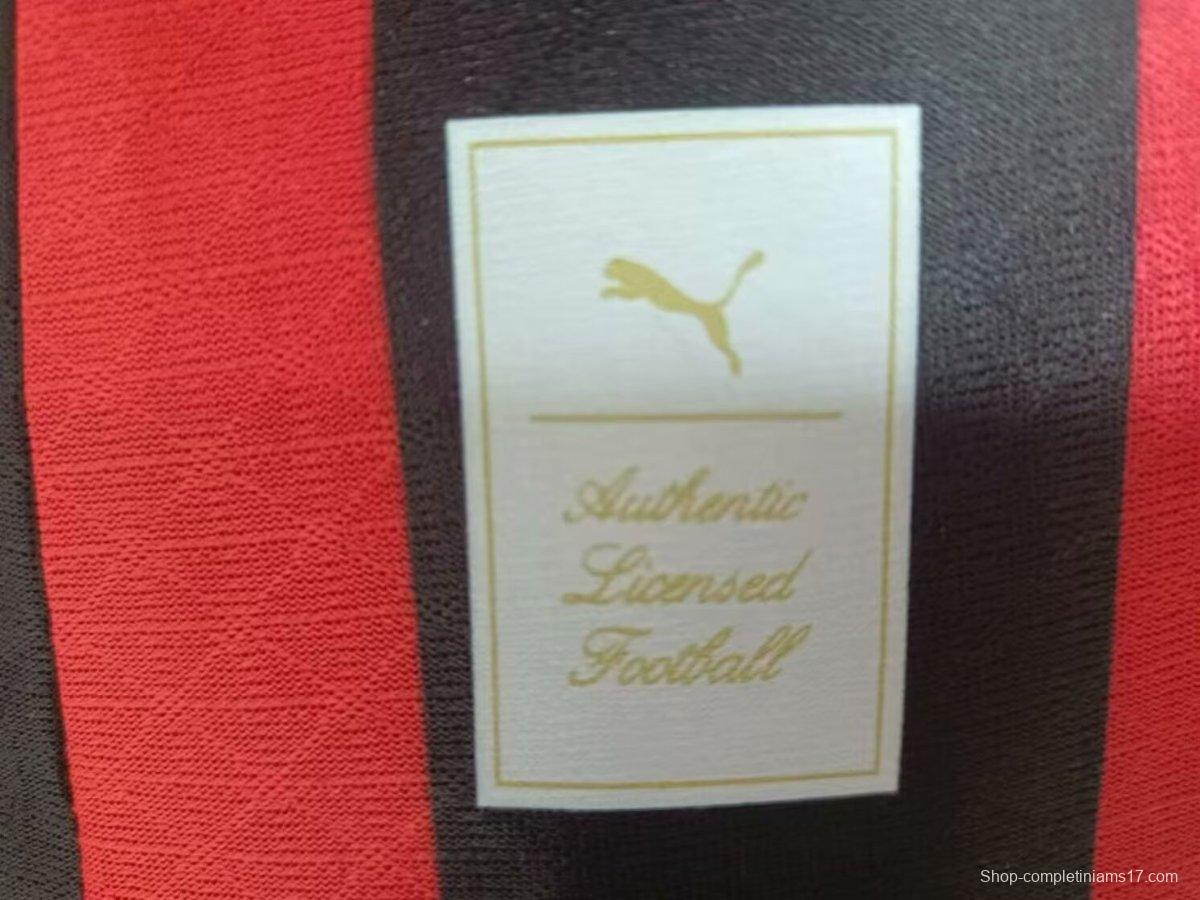 Authentic
Licensed
Football
Shop-completiniams17.com